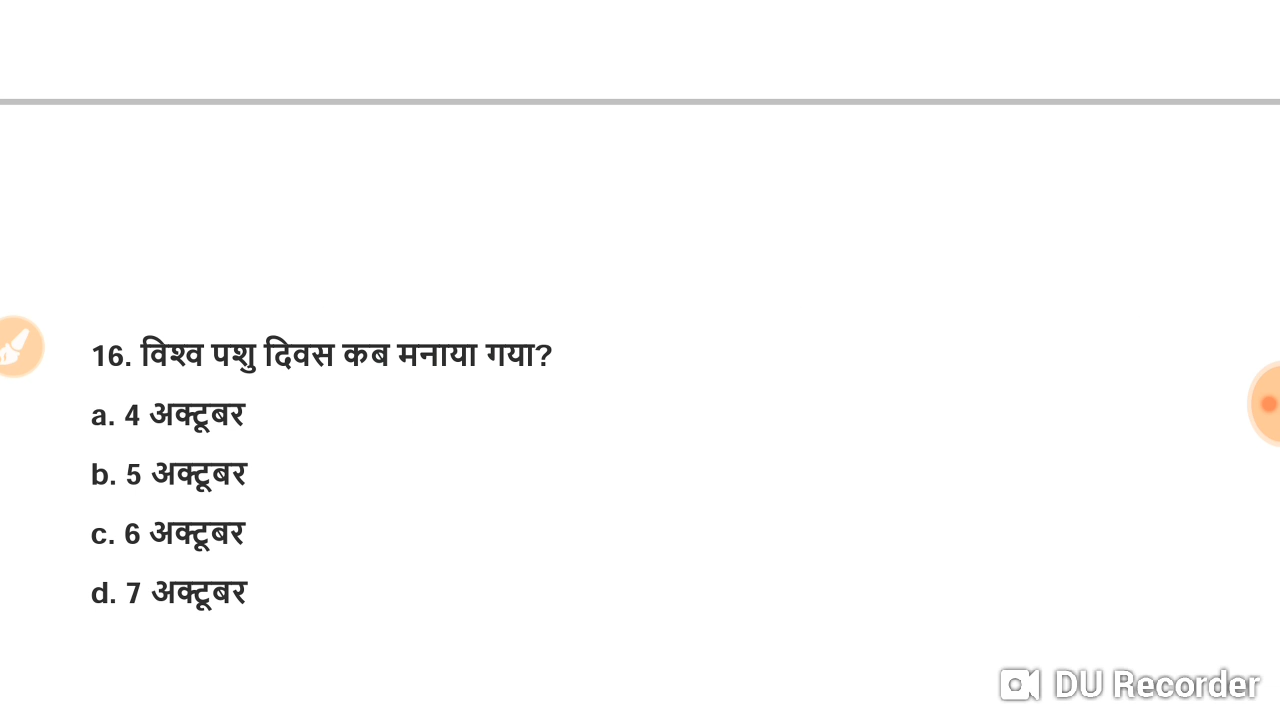 16. विश्व पशु दिवस कब मनाया गया?
a. 4 अक्टूबर
b. 5 अक्टूबर
c. 6 अक्टूबर
d. 7 अक्टूबर
DU Recorder